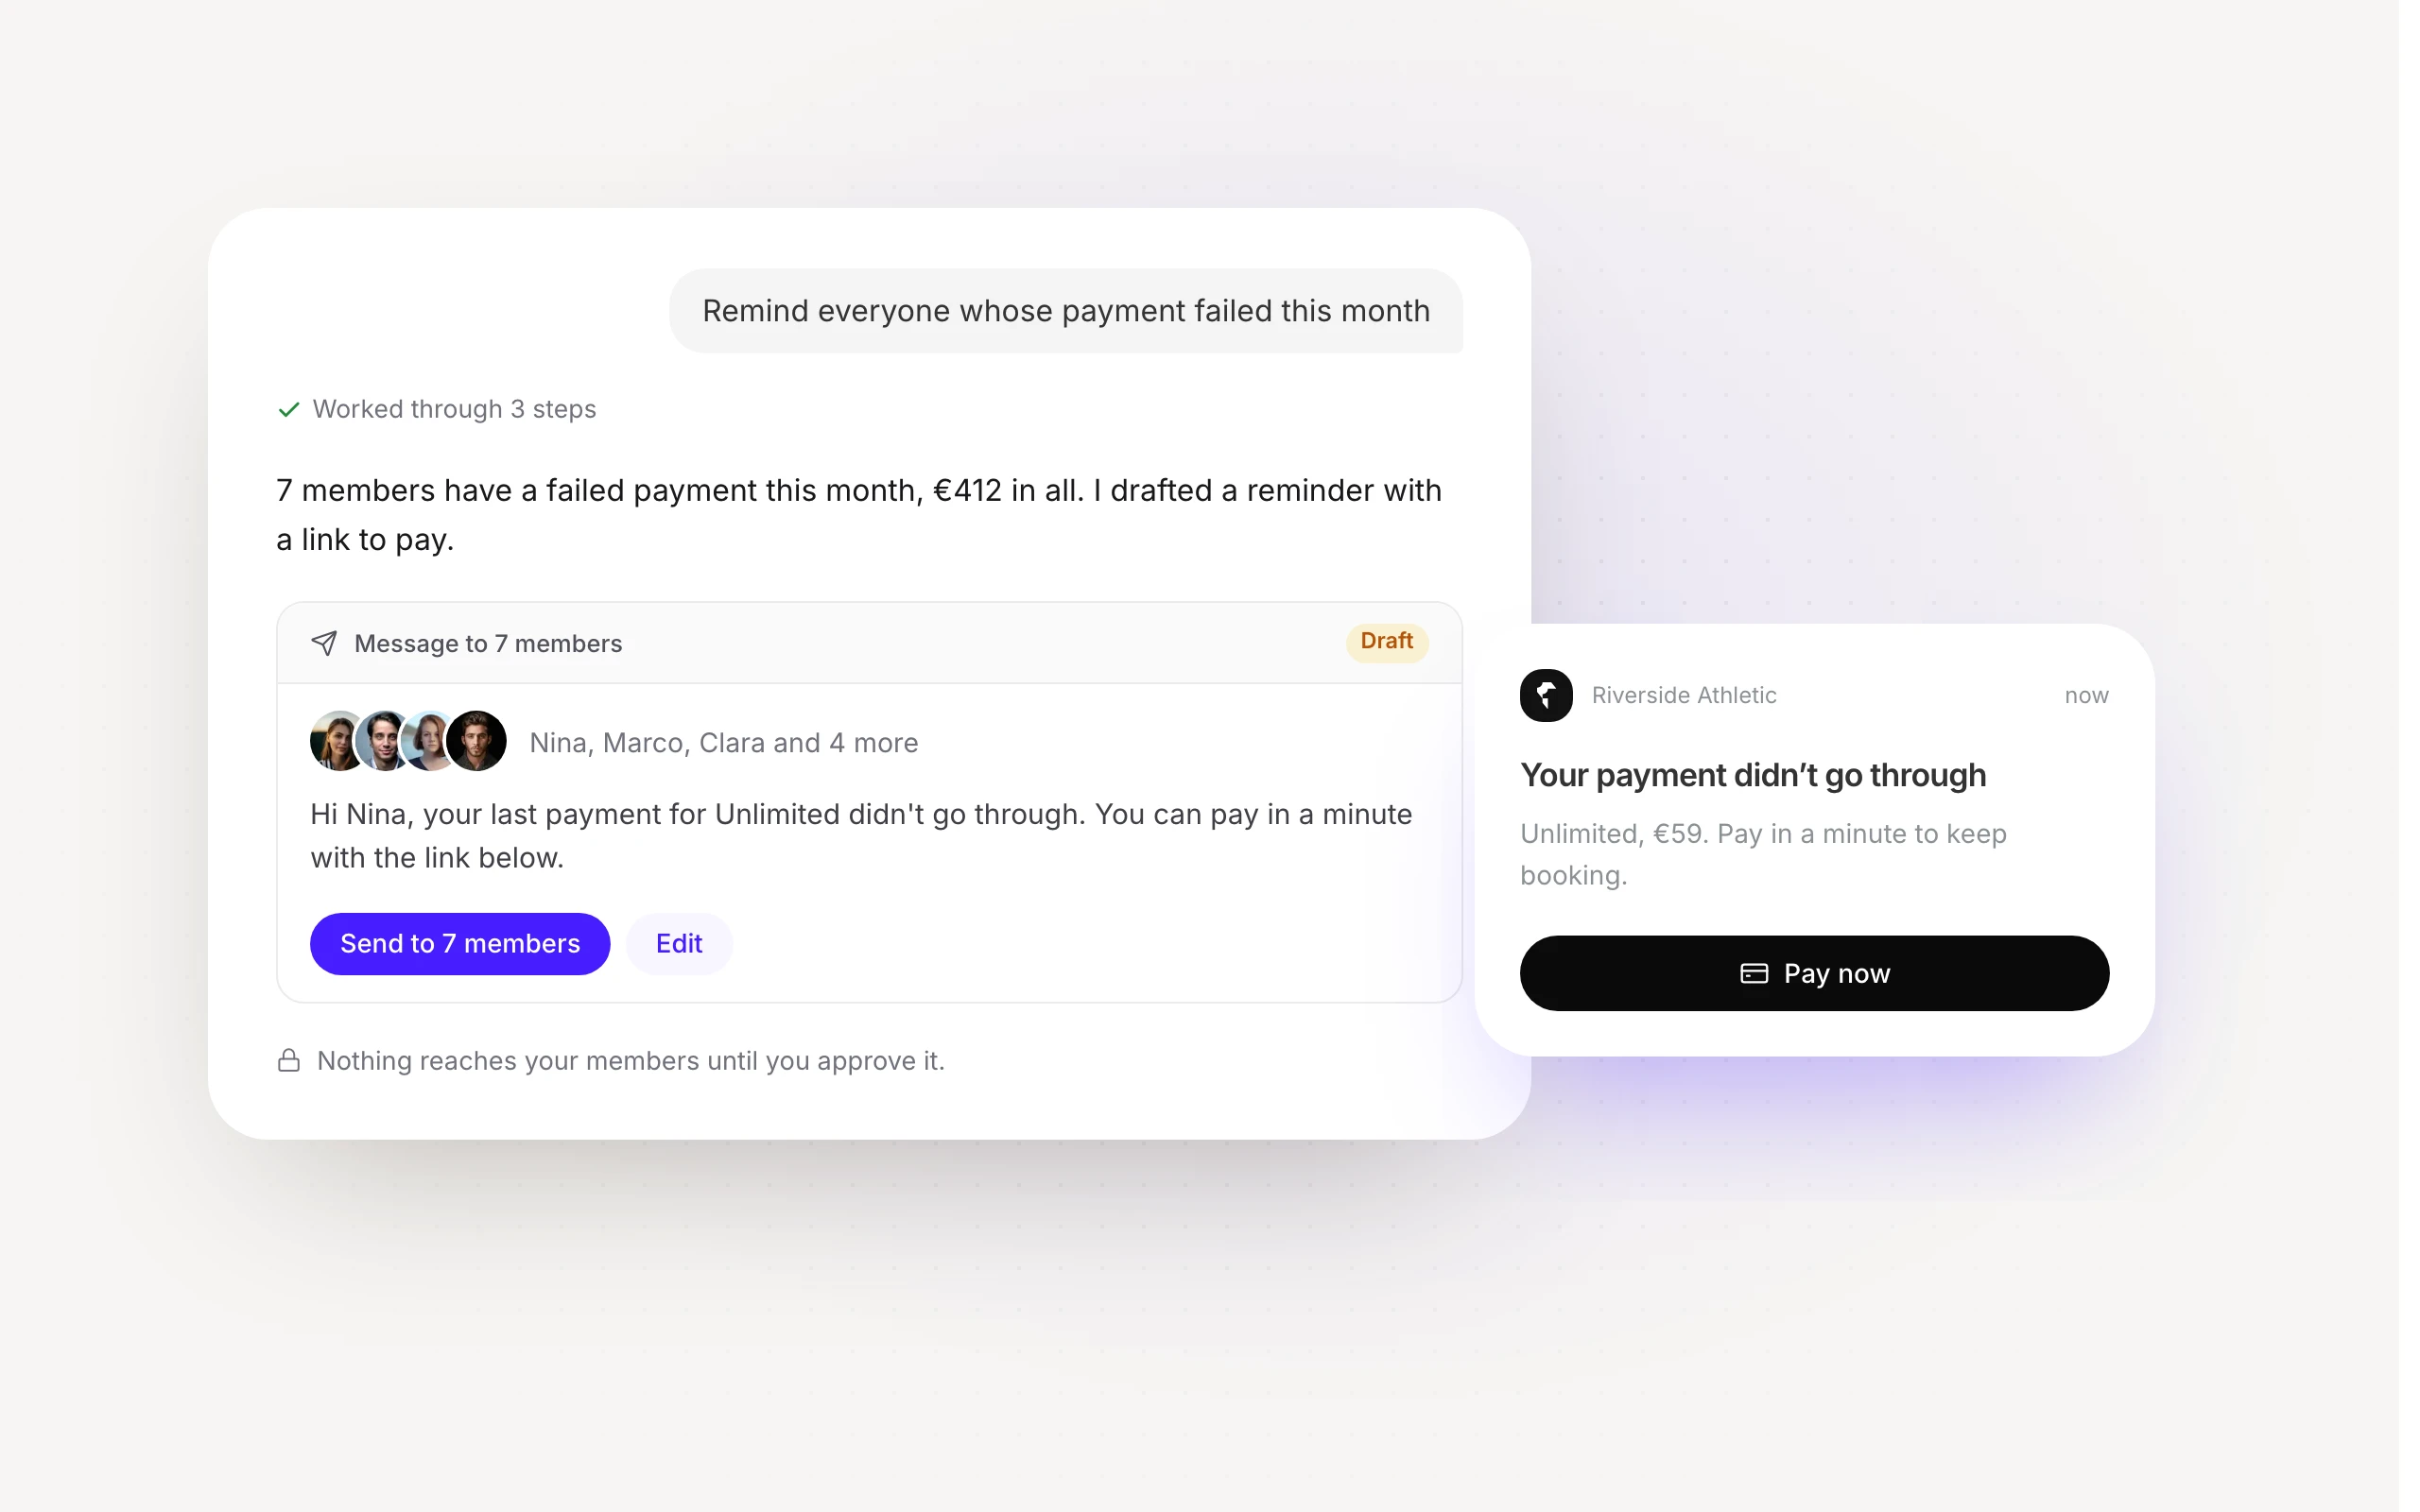 Remind everyone whose payment failed this month
Worked through 3 steps
7 members have a failed payment this month, €412 in all. I drafted a reminder with
a link to pay.
Message to 7 members
Draft
Nina, Marco, Clara and 4 more
Hi Nina, your last payment for Unlimited didn't go through. You can pay in a minute
with the link below.
Send to 7 members
Edit
Nothing reaches your members until you approve it.
Riverside Athletic
now
Your payment didn’t go through
Unlimited, €59. Pay in a minute to keep
booking.
Pay now